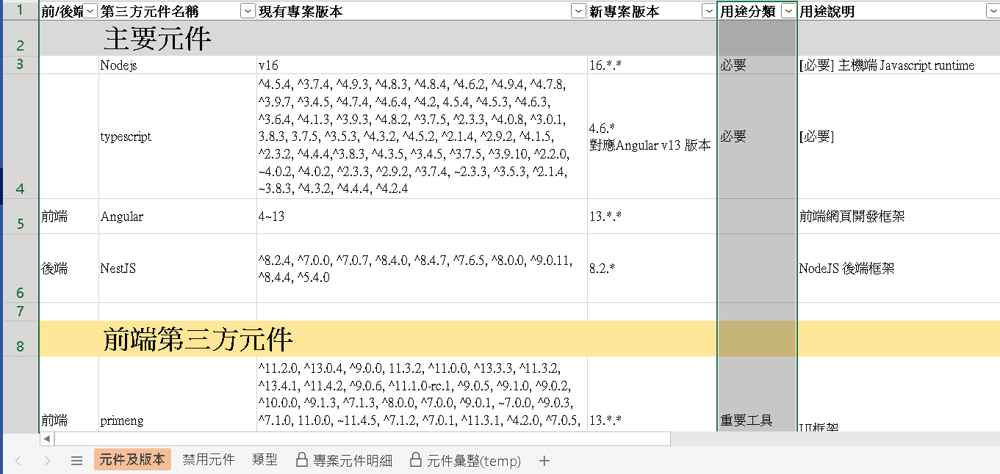 1 前/後端 第三方元件名稱 現有專案版本 新專案版本 用途分類 用途說明
2 主要元件
3 Nodejs v16 16.*.* 必要 [必要] 主機端 Javascript runtime
^4.5.4, ^3.7.4, ^4.9.3, ^4.8.3, ^4.8.4, ^4.6.2, ^4.9.4, ^4.7.8,
^3.9.7, ^3.4.5, ^4.7.4, ^4.6.4, ^4.2, 4.5.4, ^4.5.3, ^4.6.3,
^3.6.4, ^4.1.3, ^3.9.3, ^4.8.2, ^3.7.5, ^2.3.3, ^4.0.8, ^3.0.1,
typescript 3.8.3, 3.7.5, ^3.5.3, ^4.3.2, ^4.5.2, ^2.1.4, ^2.9.2, ^4.1.5, 4.6.* 必要 [必要]
^2.3.2, ^4.4.4,^3.8.3, ^4.3.5, ^3.4.5, ^3.7.5, ^3.9.10, ^2.2.0, 對應Angular v13 版本
~4.0.2, ^4.0.2, ^2.3.3, ^2.9.2, ^3.7.4, ~2.3.3, ^3.5.3, ^2.1.4,
4 ~3.8.3, ^4.3.2, ^4.4.4, ^4.2.4
5 前端 Angular 4~13 13.*.* 前端網頁開發框架
^8.2.4, ^7.0.0, ^7.0.7, ^8.4.0, ^8.4.7, ^7.6.5, ^8.0.0, ^9.0.11,
後端 NestJS 8.2.* NodeJS 後端框架
^8.4.4, ^5.4.0
6
7
8 前端第三方元件
^11.2.0, ^13.0.4, ^9.0.0, 11.3.2, ^11.0.0, ^13.3.3, ^11.3.2,
^13.4.1, ^11.4.2, ^9.0.6, ^11.1.0-rc.1, ^9.0.5, ^9.1.0, ^9.0.2,
^10.0.0, ^9.1.3, ^7.1.3, ^8.0.0, ^7.0.0, ^9.0.1, ~7.0.0, ^9.0.3,
前端 primeng ^7.1.0, 11.0.0, ~11.4.5, ^7.1.2, ^7.0.1, ^11.3.1, ^4.2.0, ^7.0.5, 13.*.* 重要工具
UI框架
元件及版本 禁用元件 類型 專案元件明細 元件彙整(temp)